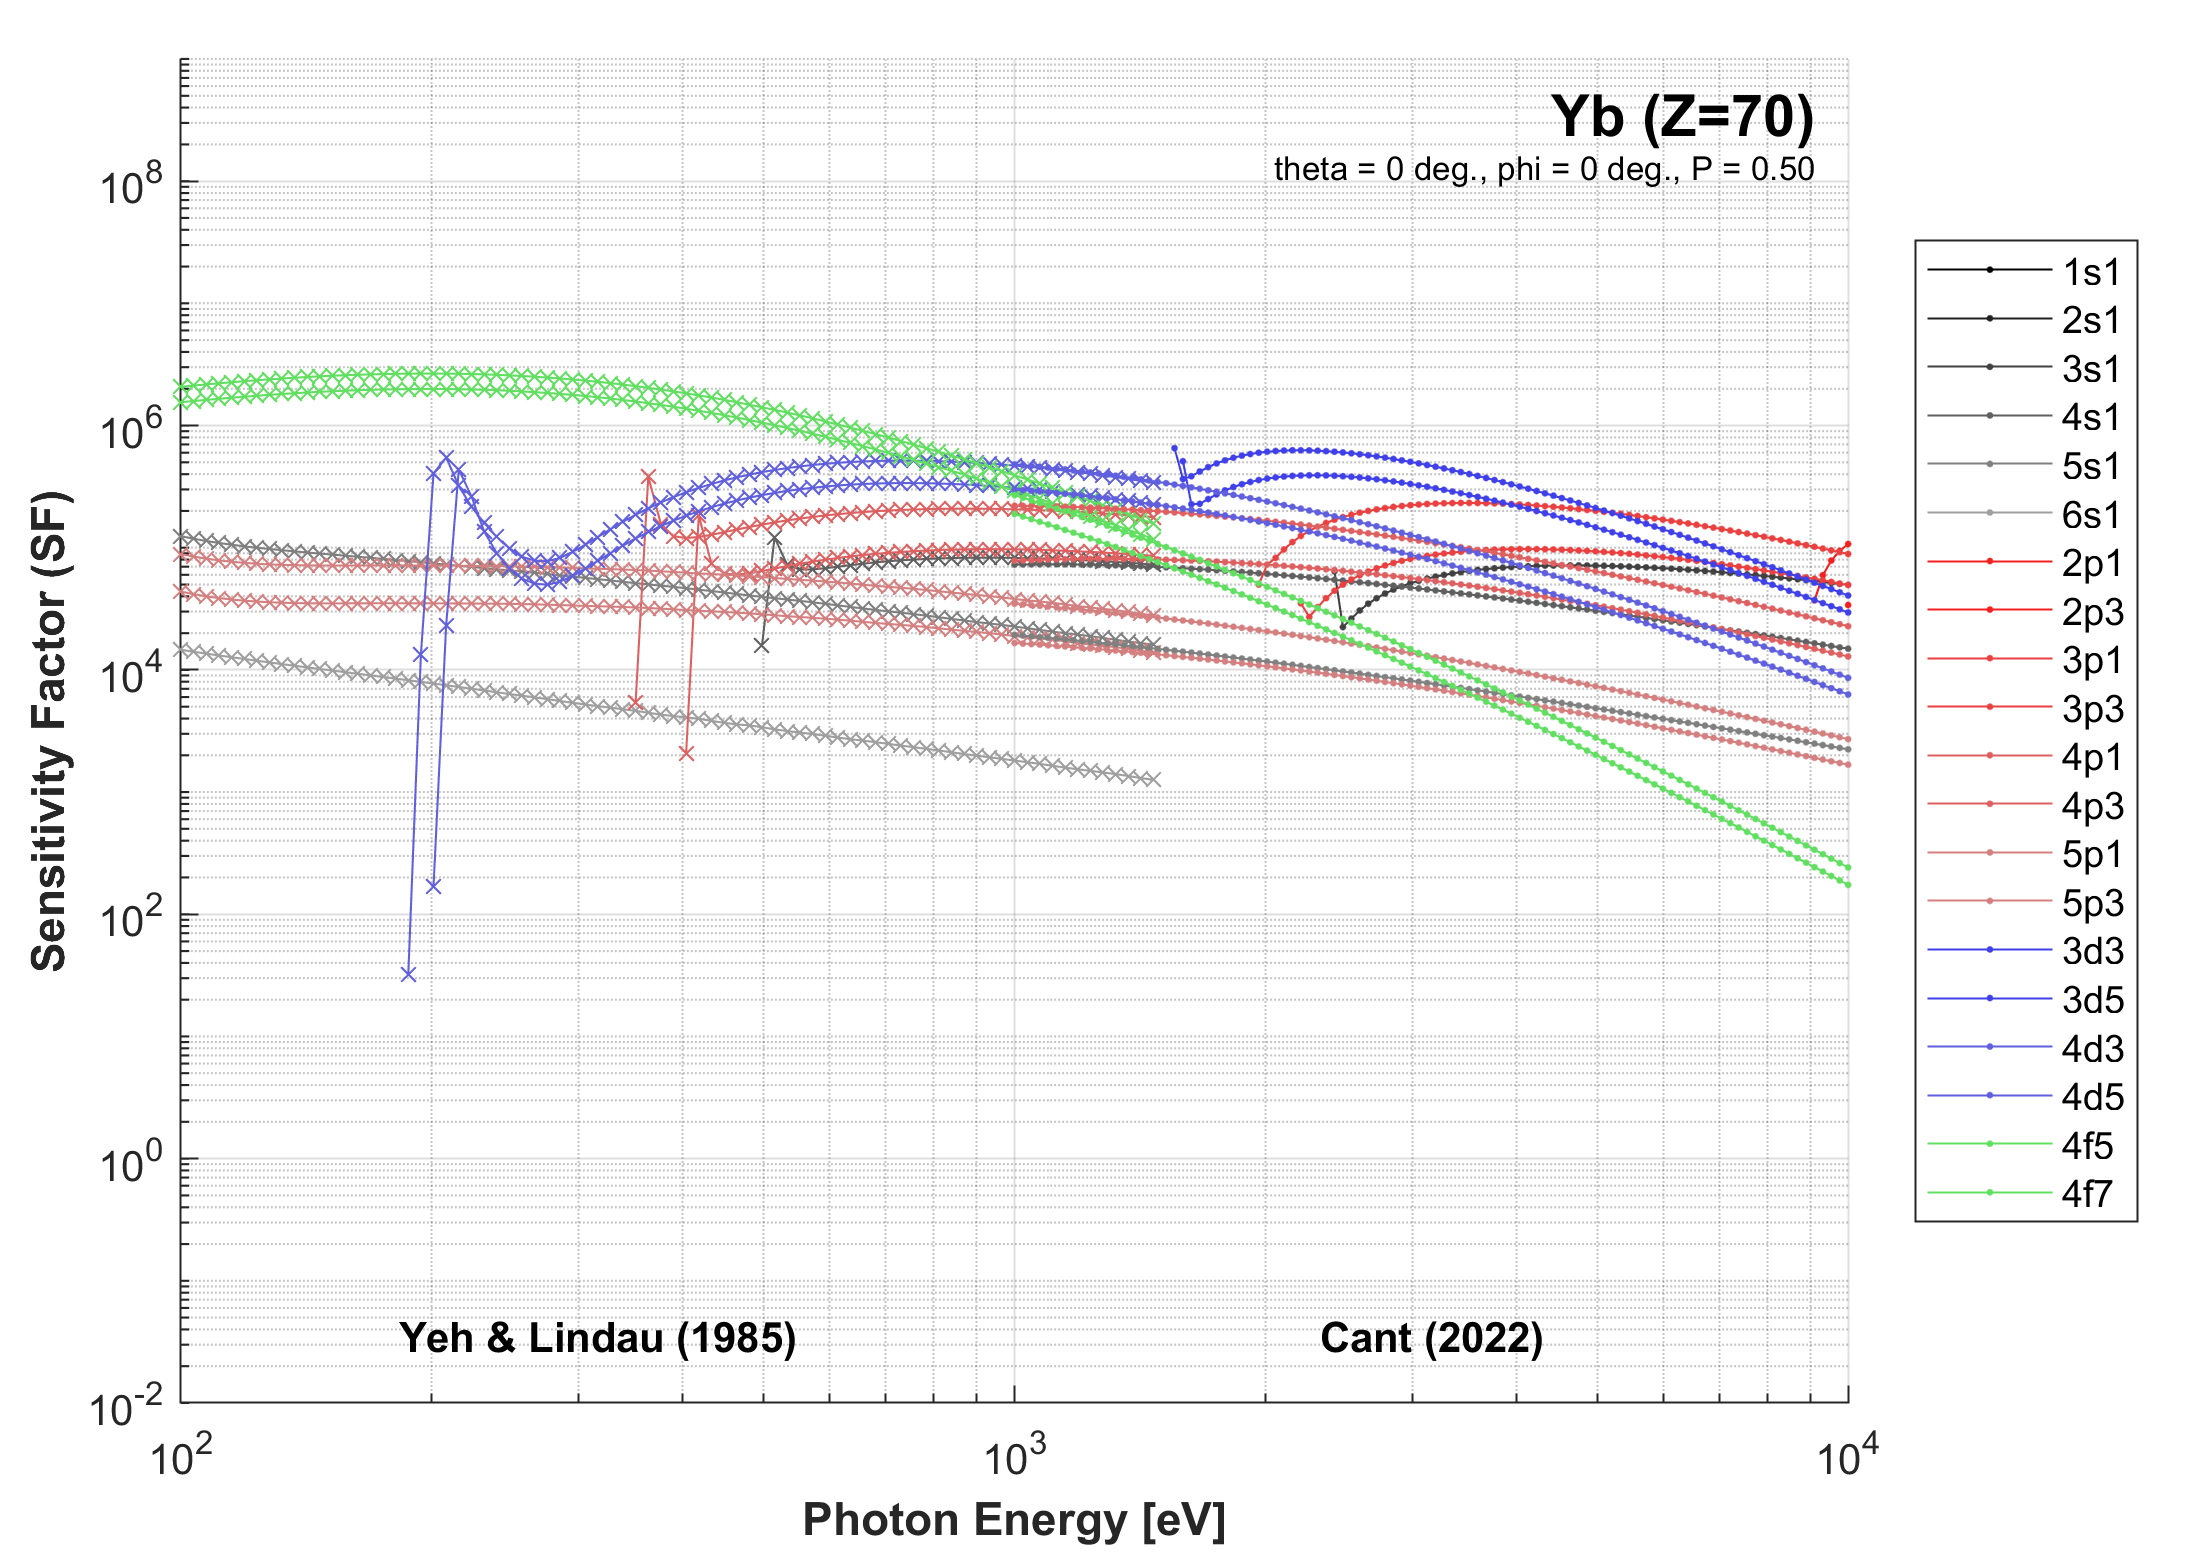 Yb (Z=70)
theta = 0 deg., phi = 0 deg., P = 0.50
10^8
10^6
10^4
10^2
10^0
10^-2
Sensitivity Factor (SF)
Yeh & Lindau (1985)
Cant (2022)
10^2
10^3
10^4
Photon Energy [eV]
1s1
2s1
3s1
4s1
5s1
6s1
2p1
2p3
3p1
3p3
4p1
4p3
5p1
5p3
3d3
3d5
4d3
4d5
4f5
4f7